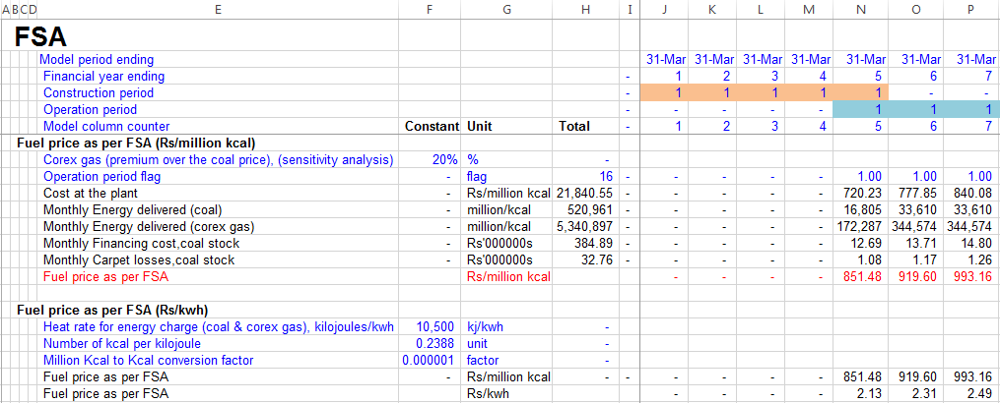 A B C D E F G H I J K L M N O P
FSA
Model period ending 31-Mar 31-Mar 31-Mar 31-Mar 31-Mar 31-Mar 31-Mar
Financial year ending - 1 2 3 4 5 6 7
Construction period - 1 1 1 1 1 - -
Operation period - - - - - 1 1 1
Model column counter Constant Unit Total - 1 2 3 4 5 6 7
Fuel price as per FSA (Rs/million kcal)
Corex gas (premium over the coal price), (sensitivity analysis) 20% % -
Operation period flag - flag 16 - - - - - 1.00 1.00 1.00
Cost at the plant - Rs/million kcal 21,840.55 - - - - - 720.23 777.85 840.08
Monthly Energy delivered (coal) - million/kcal 520,961 - - - - - 16,805 33,610 33,610
Monthly Energy delivered (corex gas) - million/kcal 5,340,897 - - - - - 172,287 344,574 344,574
Monthly Financing cost,coal stock - Rs'000000s 384.89 - - - - - 12.69 13.71 14.80
Monthly Carpet losses,coal stock - Rs'000000s 32.76 - - - - - 1.08 1.17 1.26
Fuel price as per FSA Rs/million kcal - - - - 851.48 919.60 993.16
Fuel price as per FSA (Rs/kwh)
Heat rate for energy charge (coal & corex gas), kilojoules/kwh 10,500 kj/kwh -
Number of kcal per kilojoule 0.2388 unit -
Million Kcal to Kcal conversion factor 0.000001 factor -
Fuel price as per FSA - Rs/million kcal - - - - - - 851.48 919.60 993.16
Fuel price as per FSA Rs/kwh - - - - 2.13 2.31 2.49